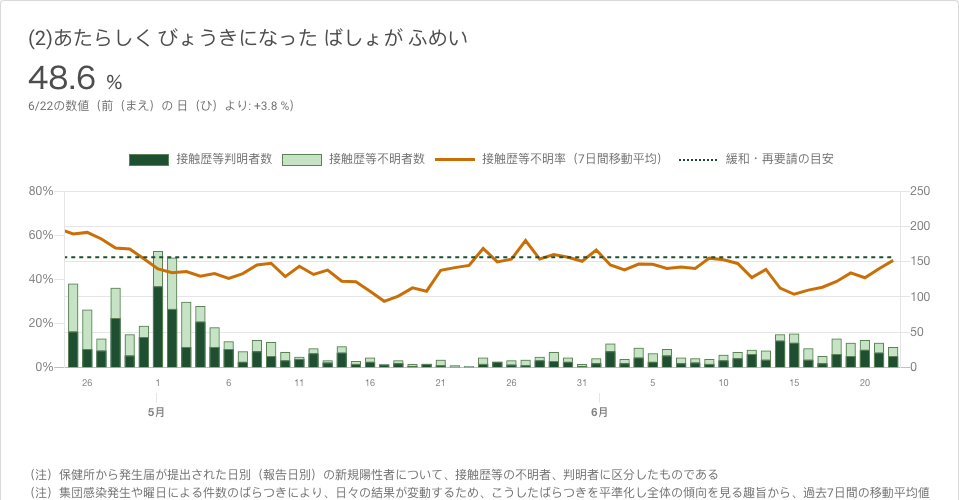 (2)あたらしく びょうきになった ばしょが ふめい
48.6 %
6/22の数値（前（まえ）の 日（ひ）より: +3.8 %）
接触歴等判明者数 接触歴等不明者数 接触歴等不明率（7日間移動平均） 緩和・再要請の目安
80% 250
200
60%
150
40%
100
20%
50
0% 0
26 1 6 11 16 21 26 31 5 10 15 20
5月 6月
（注）保健所から発生届が提出された日別（報告日別）の新規陽性者について、接触歴等の不明者、判明者に区分したものである
（注）集団感染発生や曜日による件数のばらつきにより、日々の結果が変動するため、こうしたばらつきを平準化し全体の傾向を見る趣旨から、過去7日間の移動平均値